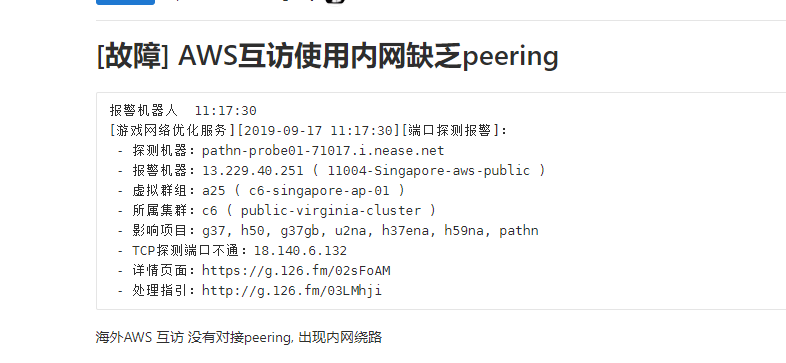 [故障] AWS互访使用内网缺乏peering
报警机器人  11:17:30
[游戏网络优化服务][2019-09-17 11:17:30][端口探测报警]:
- 探测机器: pathn-probe01-71017.i.nease.net
- 报警机器: 13.229.40.251 ( 11004-Singapore-aws-public )
- 虚拟群组: a25 ( c6-singapore-ap-01 )
- 所属集群: c6 ( public-virginia-cluster )
- 影响项目: g37, h50, g37gb, u2na, h37ena, h59na, pathn
- TCP探测端口不通: 18.140.6.132
- 详情页面: https://g.126.fm/02sFoAM
- 处理指引: http://g.126.fm/03LMhji
海外AWS 互访 没有对接peering, 出现内网绕路